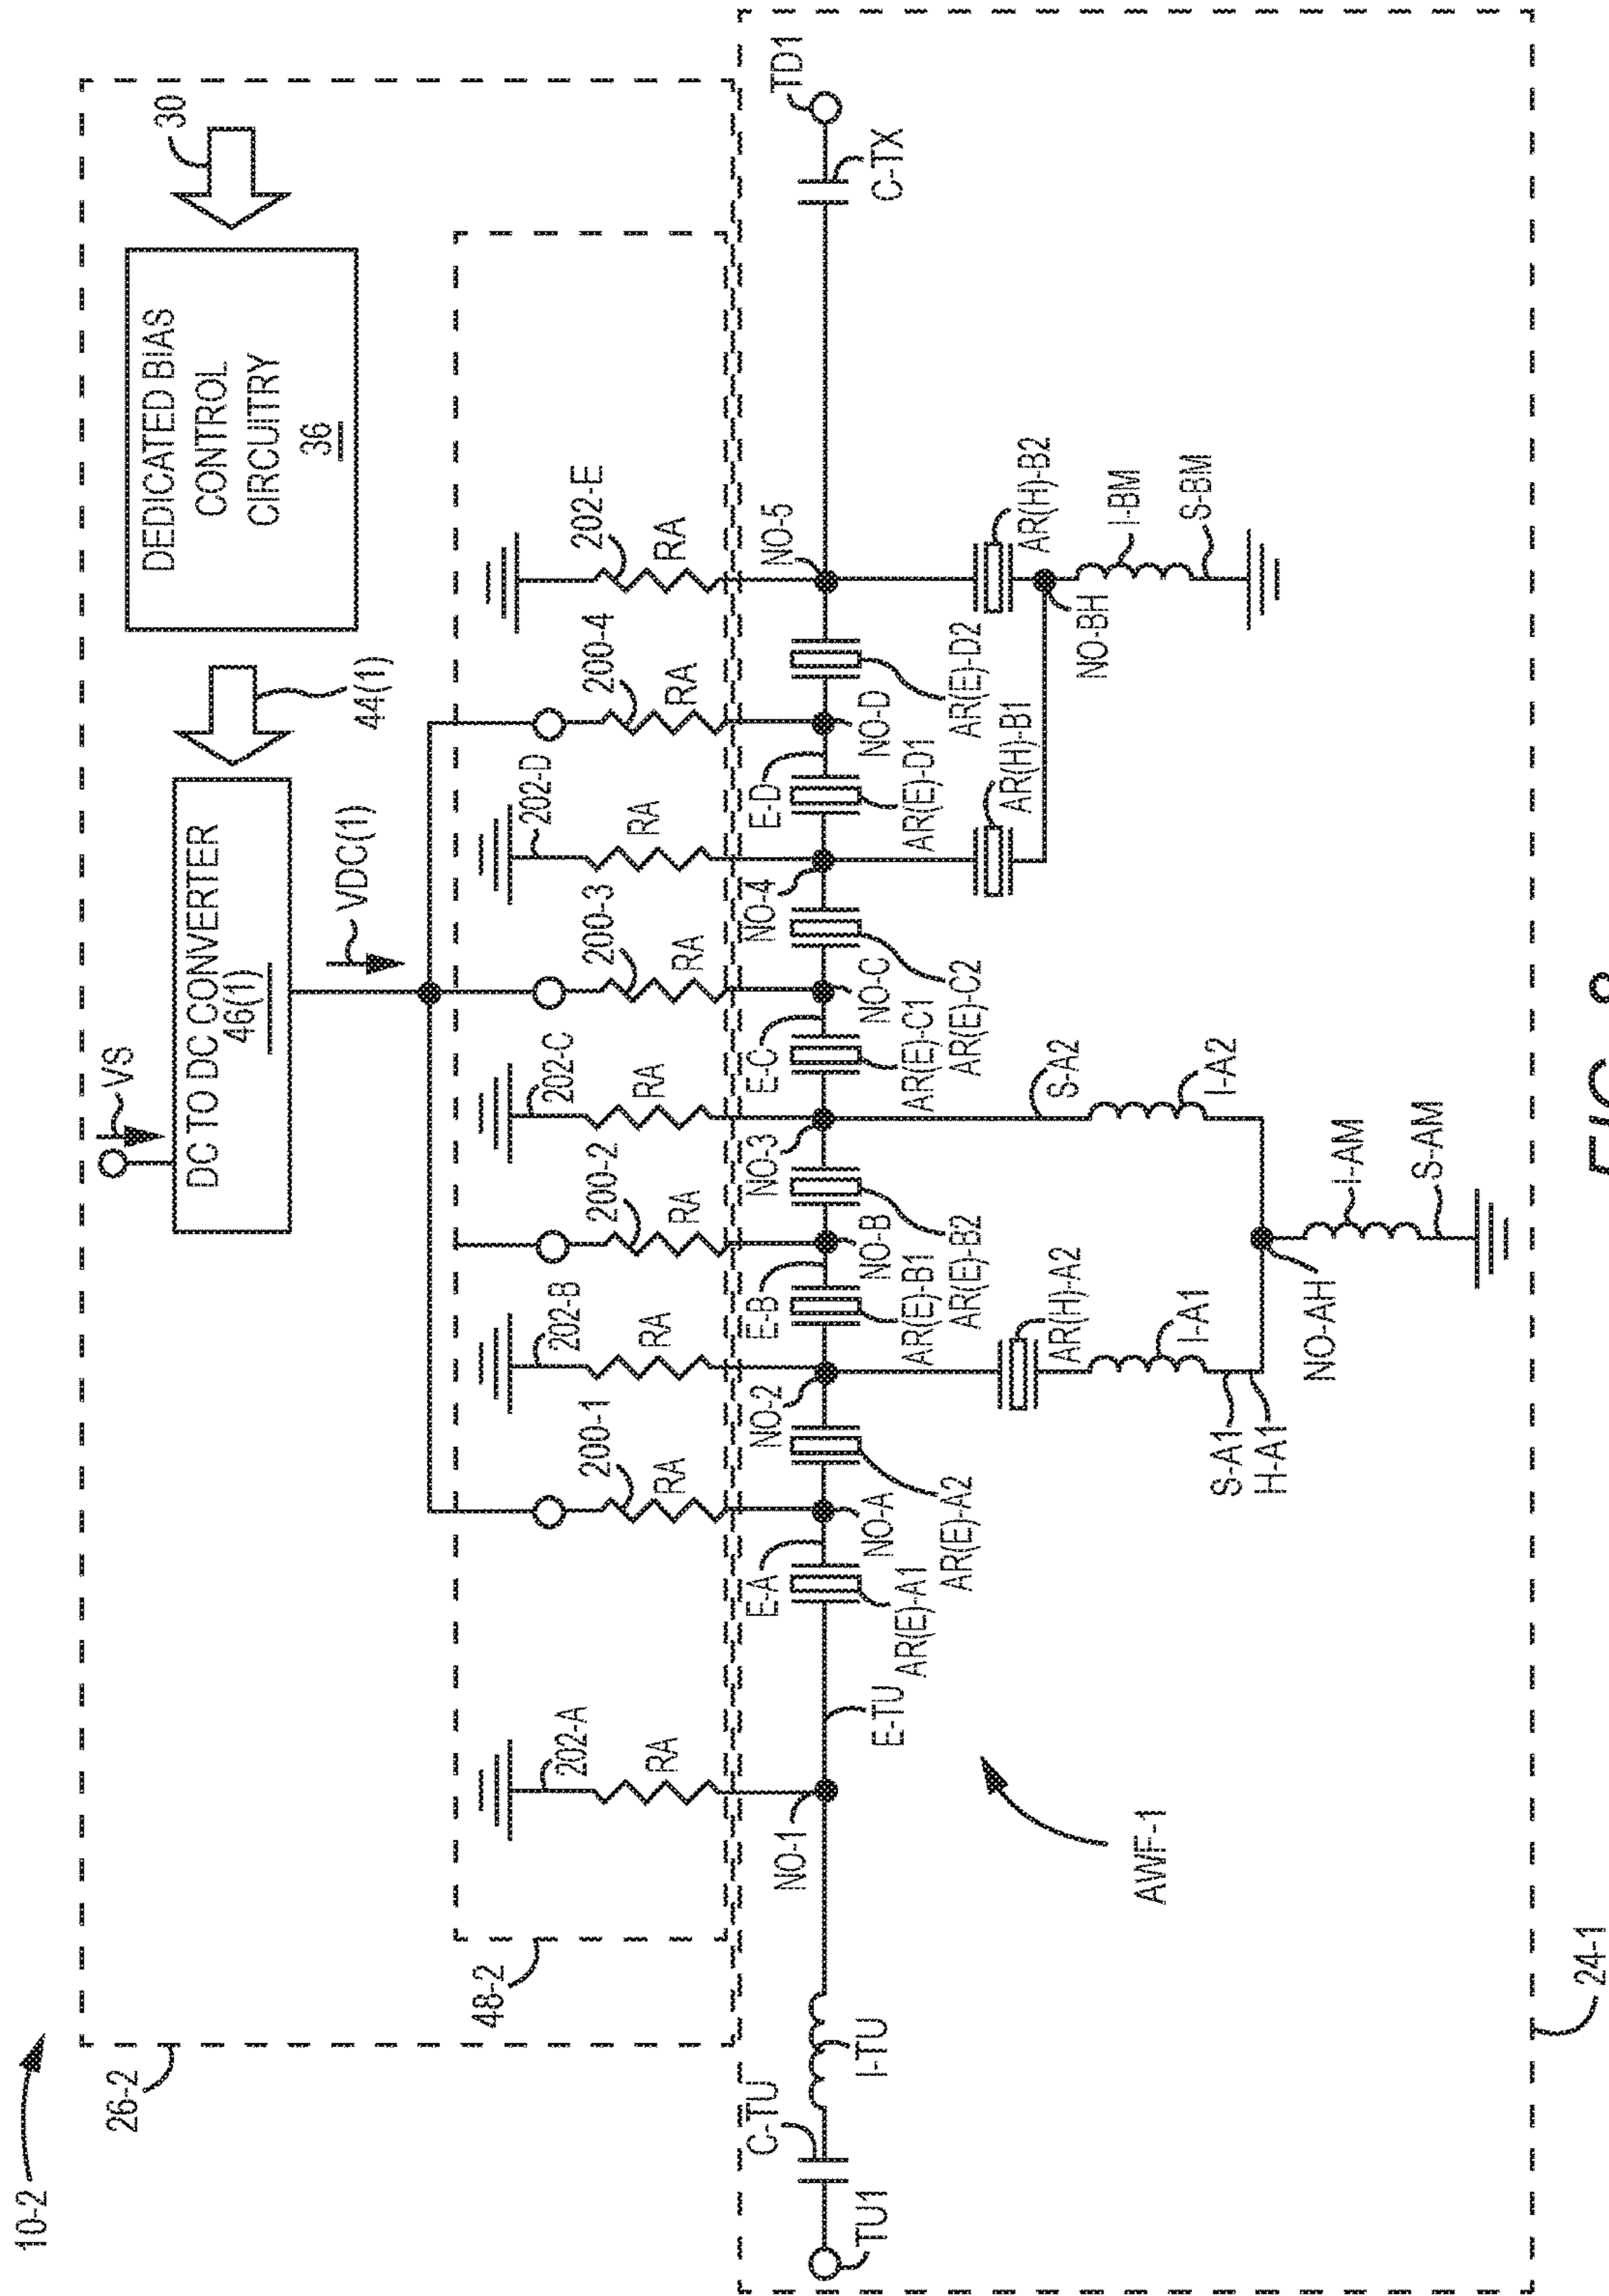 10-2
26-2
VS
DC TO DC CONVERTER
46(1)
44(1)
DEDICATED BIAS
CONTROL
CIRCUITRY
36
30
VDC(1)
48-2
202-A
RA
200-1
RA
202-B
RA
200-2
RA
202-C
RA
200-3
RA
202-D
RA
200-4
RA
202-E
RA
TU1
C-TU
I-TU
NO-1
E-TU
E-A
AR(E)-A1
NO-A
AR(E)-A2
NO-2
E-B
AR(E)-B1
NO-B
AR(E)-B2
NO-3
E-C
AR(E)-C1
NO-C
AR(E)-C2
NO-4
E-D
AR(E)-D1
NO-D
AR(E)-D2
NO-5
C-TX
TD1
AR(H)-A2
I-A1
S-A1
H-A1
S-A2
I-A2
NO-AH
I-AM
S-AM
AR(H)-B1
AR(H)-B2
NO-BH
I-BM
S-BM
AWF-1
24-1